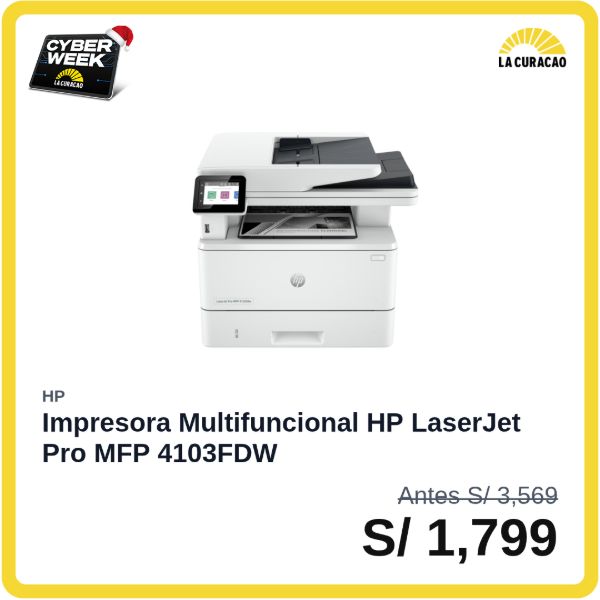 CYBER
WEEK
LA CURACAO
LA CURACAO
hp
HP
Impresora Multifuncional HP LaserJet
Pro MFP 4103FDW
Antes S/ 3,569
S/ 1,799